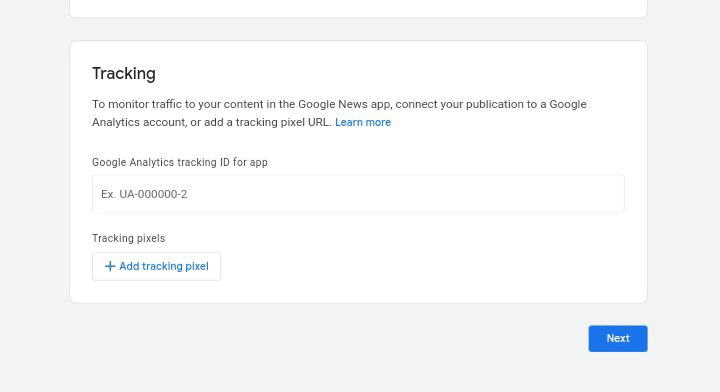 Tracking
To monitor traffic to your content in the Google News app, connect your publication to a Google
Analytics account, or add a tracking pixel URL. Learn more
Google Analytics tracking ID for app
Ex. UA-000000-2
Tracking pixels
+ Add tracking pixel
Next